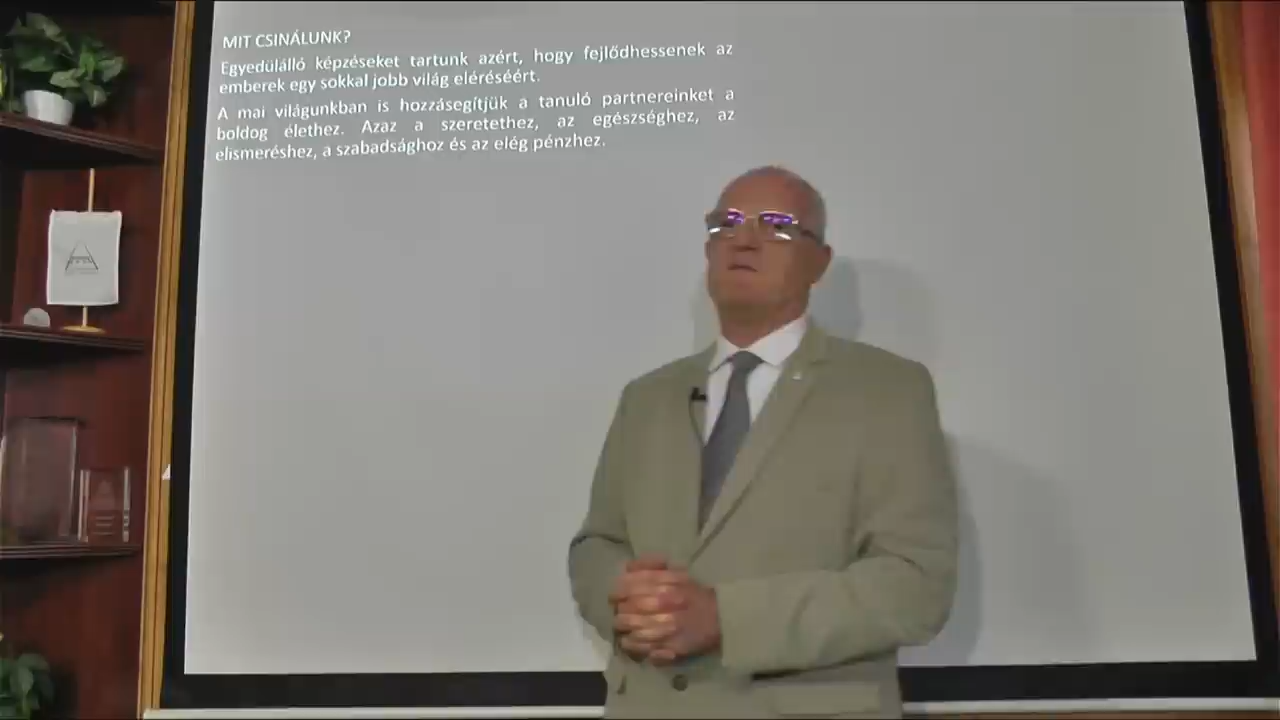 MIT CSINÁLUNK?
Egyedülálló képzéseket tartunk azért, hogy fejlődhessenek az
emberek egy sokkal jobb világ eléréséért.
A mai világunkban is hozzásegítjük a tanuló partnereinket a
boldog élethez. Azaz a szeretethez, az egészséghez, az
elismeréshez, a szabadsághoz és az elég pénzhez.